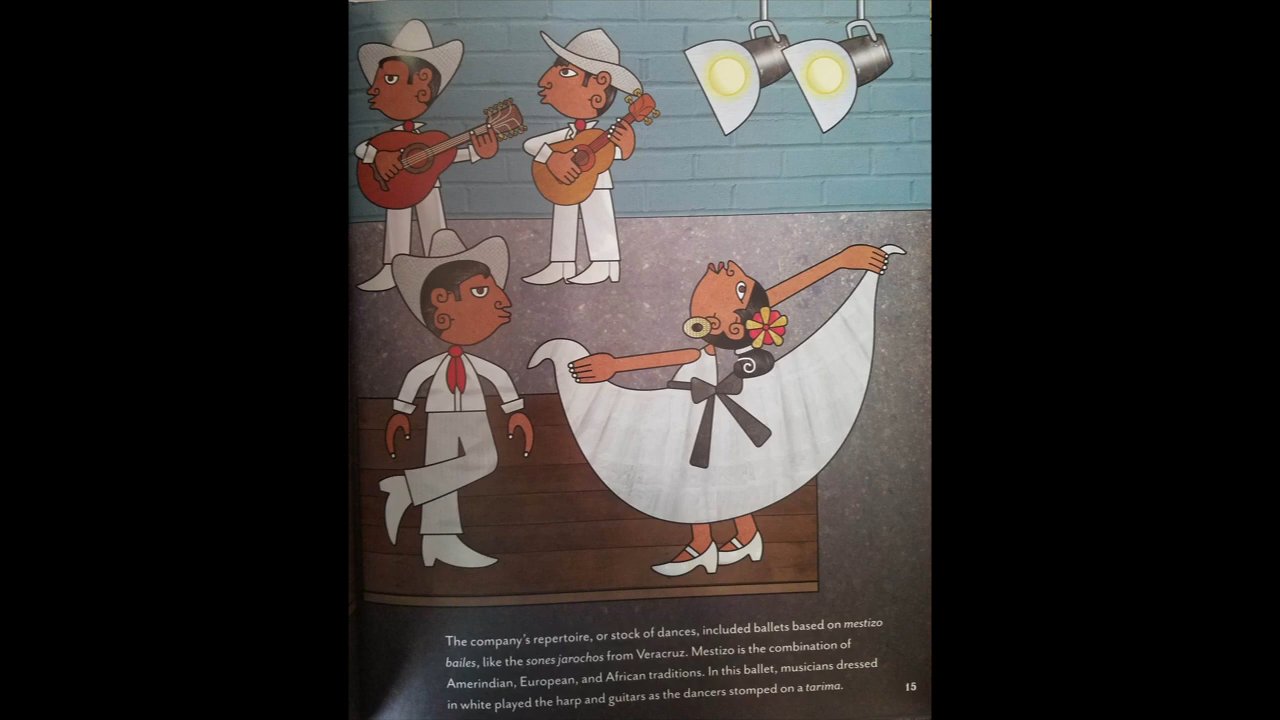 The company's repertoire, or stock of dances, included ballets based on mestizo
bailes, like the sones jarochos from Veracruz. Mestizo is the combination of
Amerindian, European, and African traditions. In this ballet, musicians dressed
in white played the harp and guitars as the dancers stomped on a tarima.
15